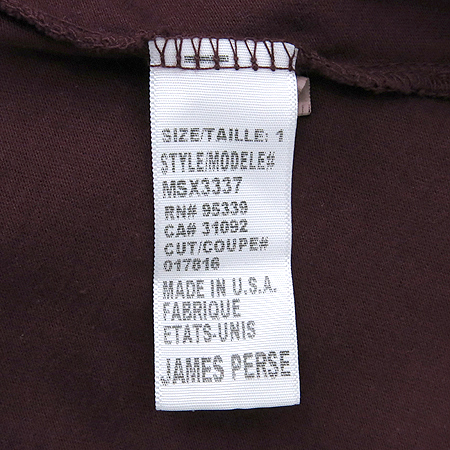 SIZE/TAILLE: 1
STYLE/MODELE#
MSX3337
RN# 95339
CA# 31092
CUT/COUPE#
017816
MADE IN U.S.A.
FABRIQUE
ETATS-UNIS
JAMES PERSE